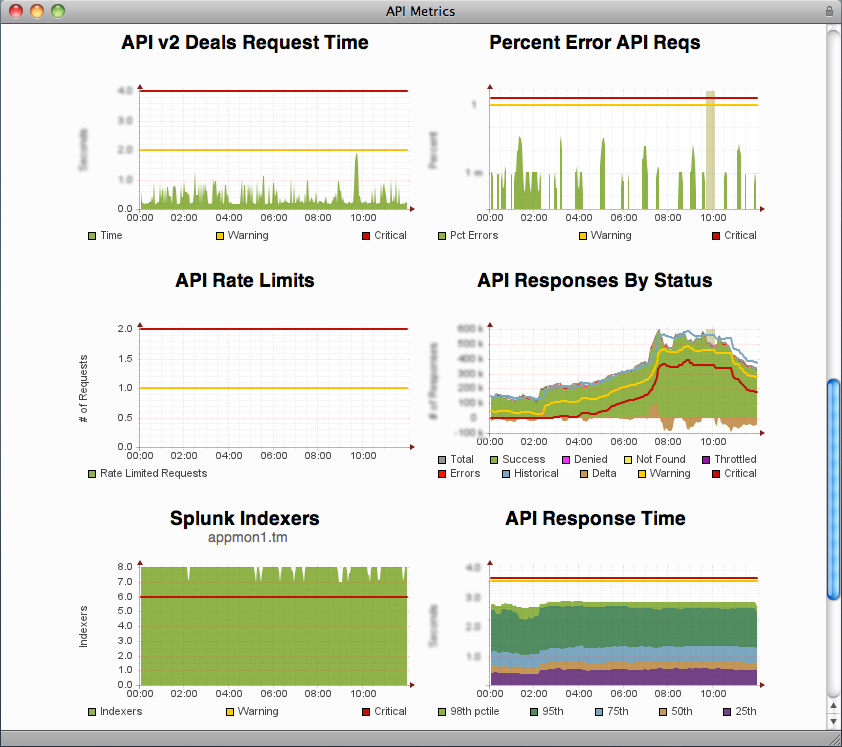 API Metrics
API v2 Deals Request Time
4.0
3.0
2.0
1.0
0.0
Seconds
00:00 02:00 04:00 06:00 08:00 10:00
Time Warning Critical
Percent Error API Reqs
1
1 m
Percent
00:00 02:00 04:00 06:00 08:00 10:00
Pct Errors Warning Critical
API Rate Limits
2.0
1.5
1.0
0.5
0.0
# of Requests
00:00 02:00 04:00 06:00 08:00 10:00
Rate Limited Requests
API Responses By Status
600 k
500 k
400 k
300 k
200 k
100 k
0
-100 k
# of Responses
00:00 02:00 04:00 06:00 08:00 10:00
Total Success Denied Not Found Throttled
Errors Historical Delta Warning Critical
Splunk Indexers
appmon1.tm
8.0
7.0
6.0
5.0
4.0
3.0
2.0
1.0
0.0
Indexers
00:00 02:00 04:00 06:00 08:00 10:00
Indexers Warning Critical
API Response Time
4.0
3.0
2.0
1.0
Seconds
00:00 02:00 04:00 06:00 08:00 10:00
98th pctile 95th 75th 50th 25th